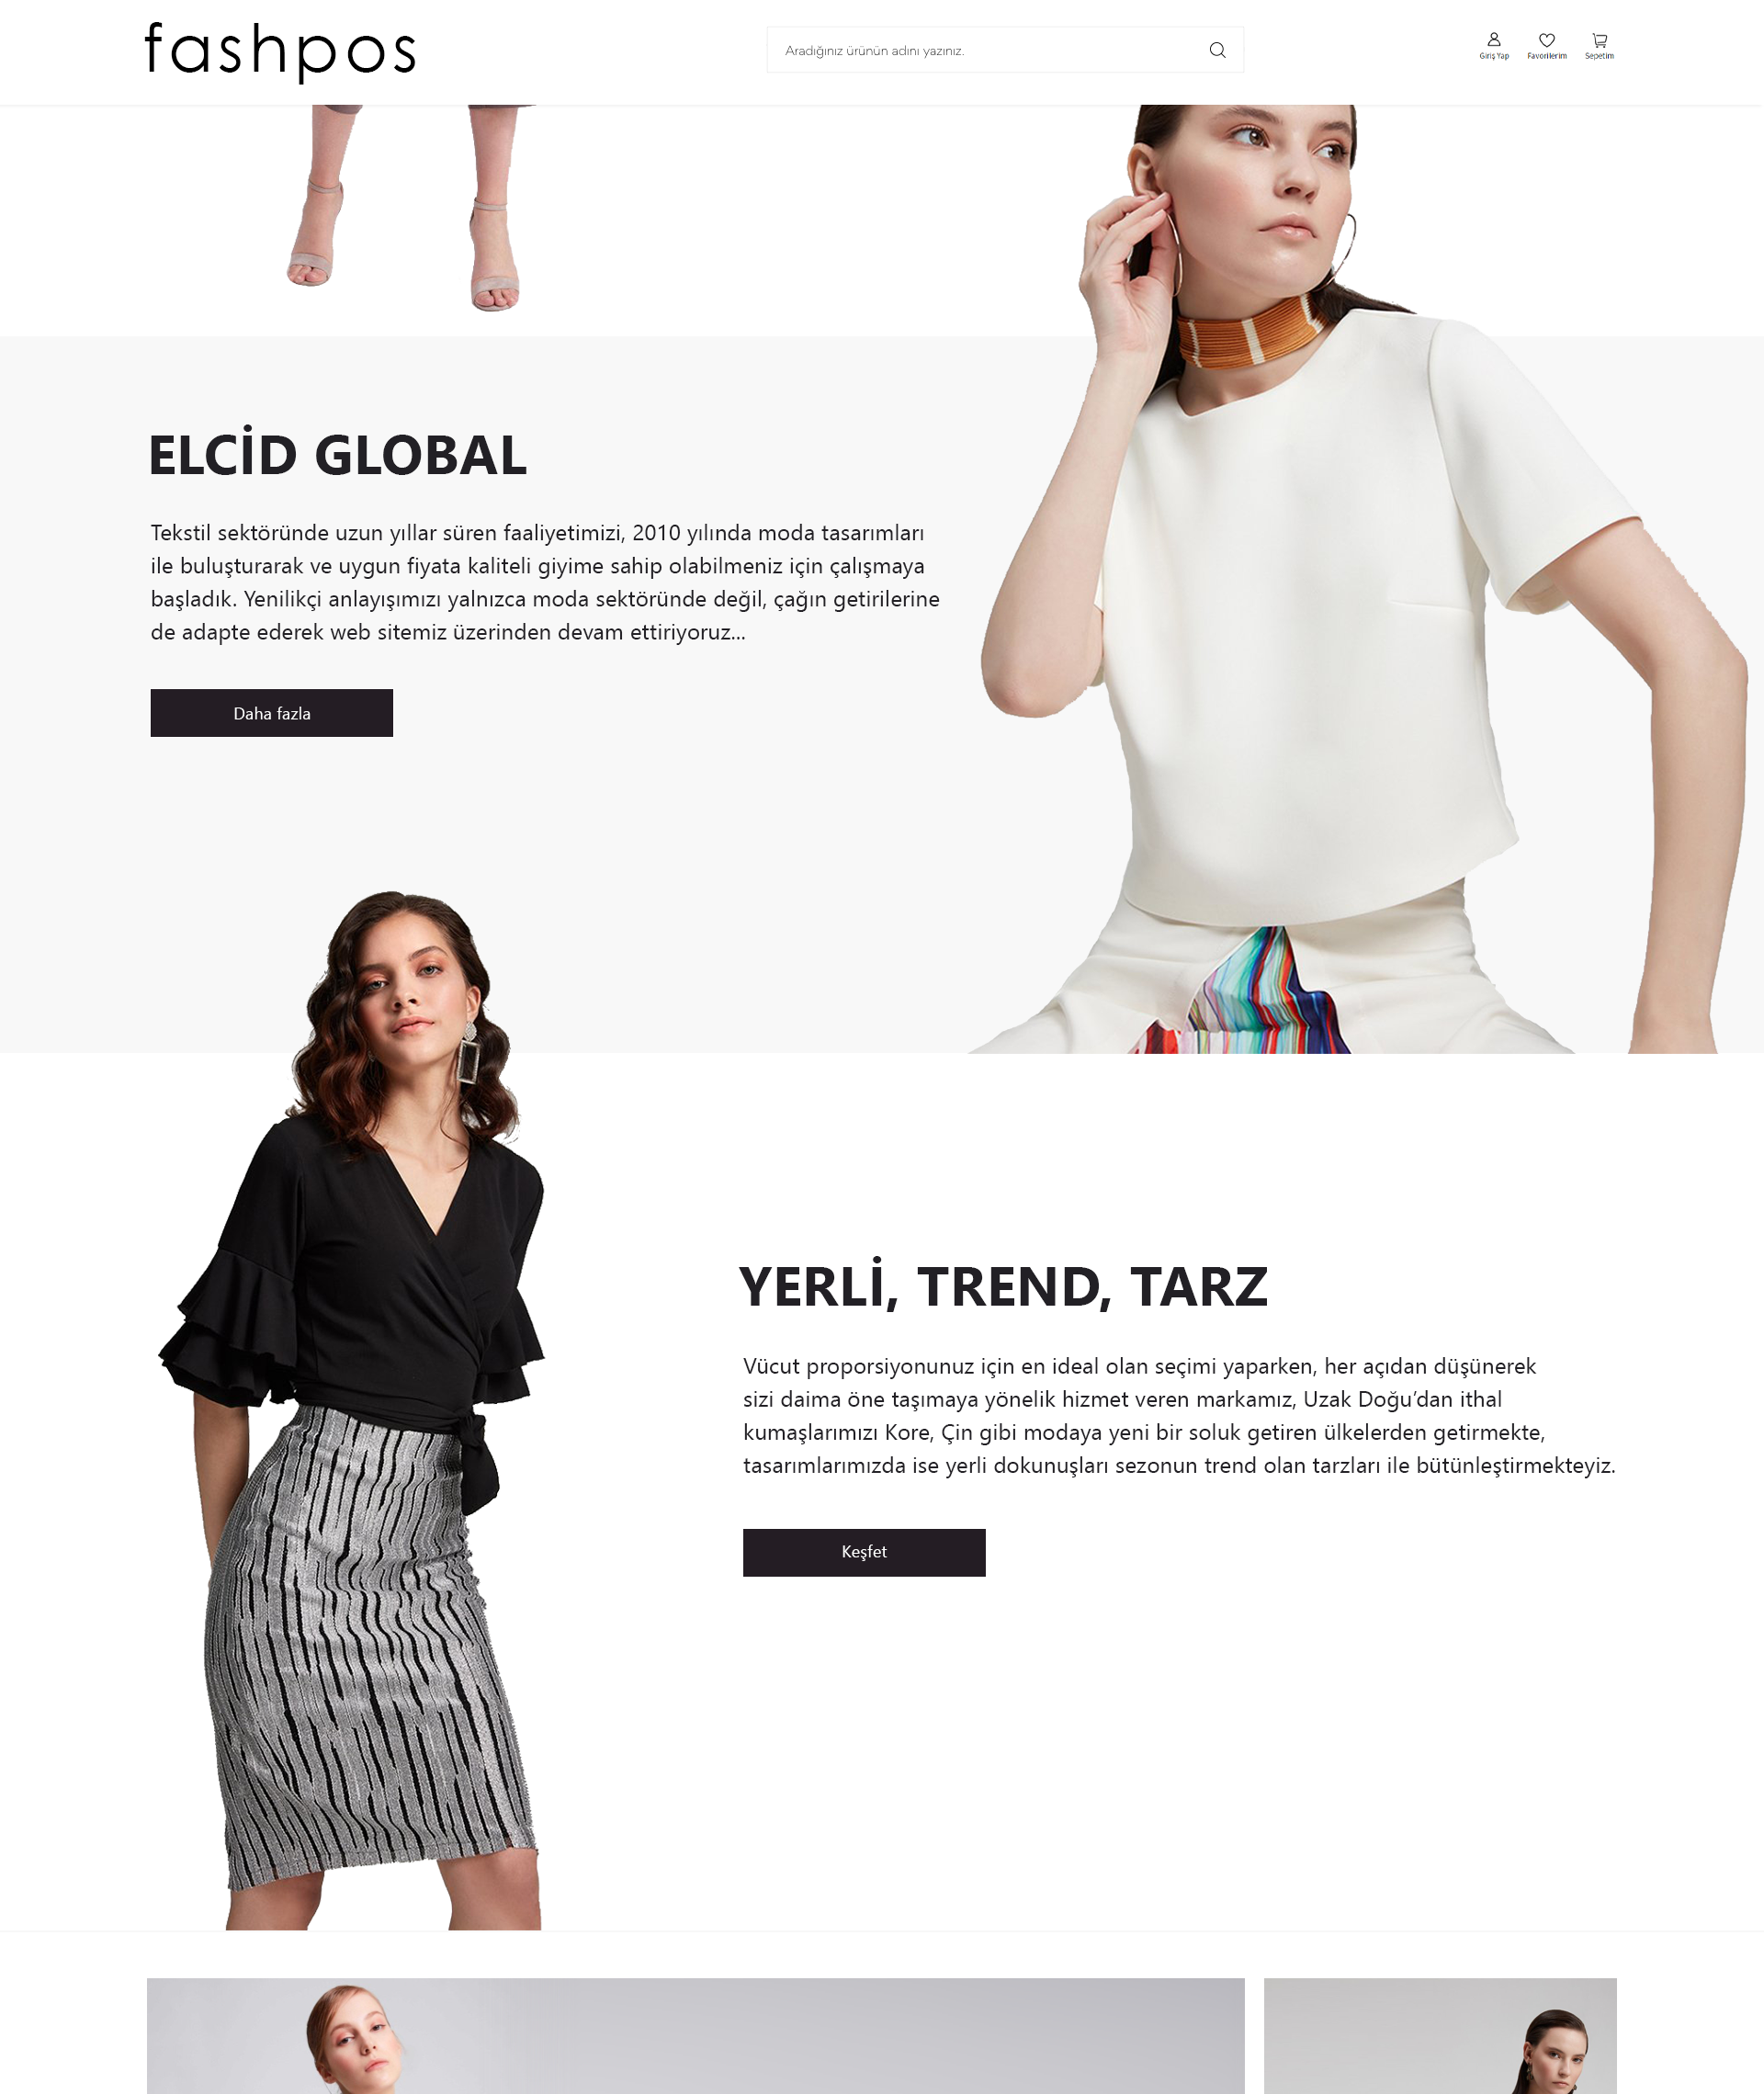 fashpos
Aradığınız ürünün adını yazınız.
Giriş Yap
Favorilerim
Sepetim
ELCİD GLOBAL
Tekstil sektöründe uzun yıllar süren faaliyetimizi, 2010 yılında moda tasarımları
ile buluşturarak ve uygun fiyata kaliteli giyime sahip olabilmeniz için çalışmaya
başladık. Yenilikçi anlayışımızı yalnızca moda sektöründe değil, çağın getirilerine
de adapte ederek web sitemiz üzerinden devam ettiriyoruz...
Daha fazla
YERLİ, TREND, TARZ
Vücut proporsiyonunuz için en ideal olan seçimi yaparken, her açıdan düşünerek
sizi daima öne taşımaya yönelik hizmet veren markamız, Uzak Doğu’dan ithal
kumaşlarımızı Kore, Çin gibi modaya yeni bir soluk getiren ülkelerden getirmekte,
tasarımlarımızda ise yerli dokunuşları sezonun trend olan tarzları ile bütünleştirmekteyiz.
Keşfet